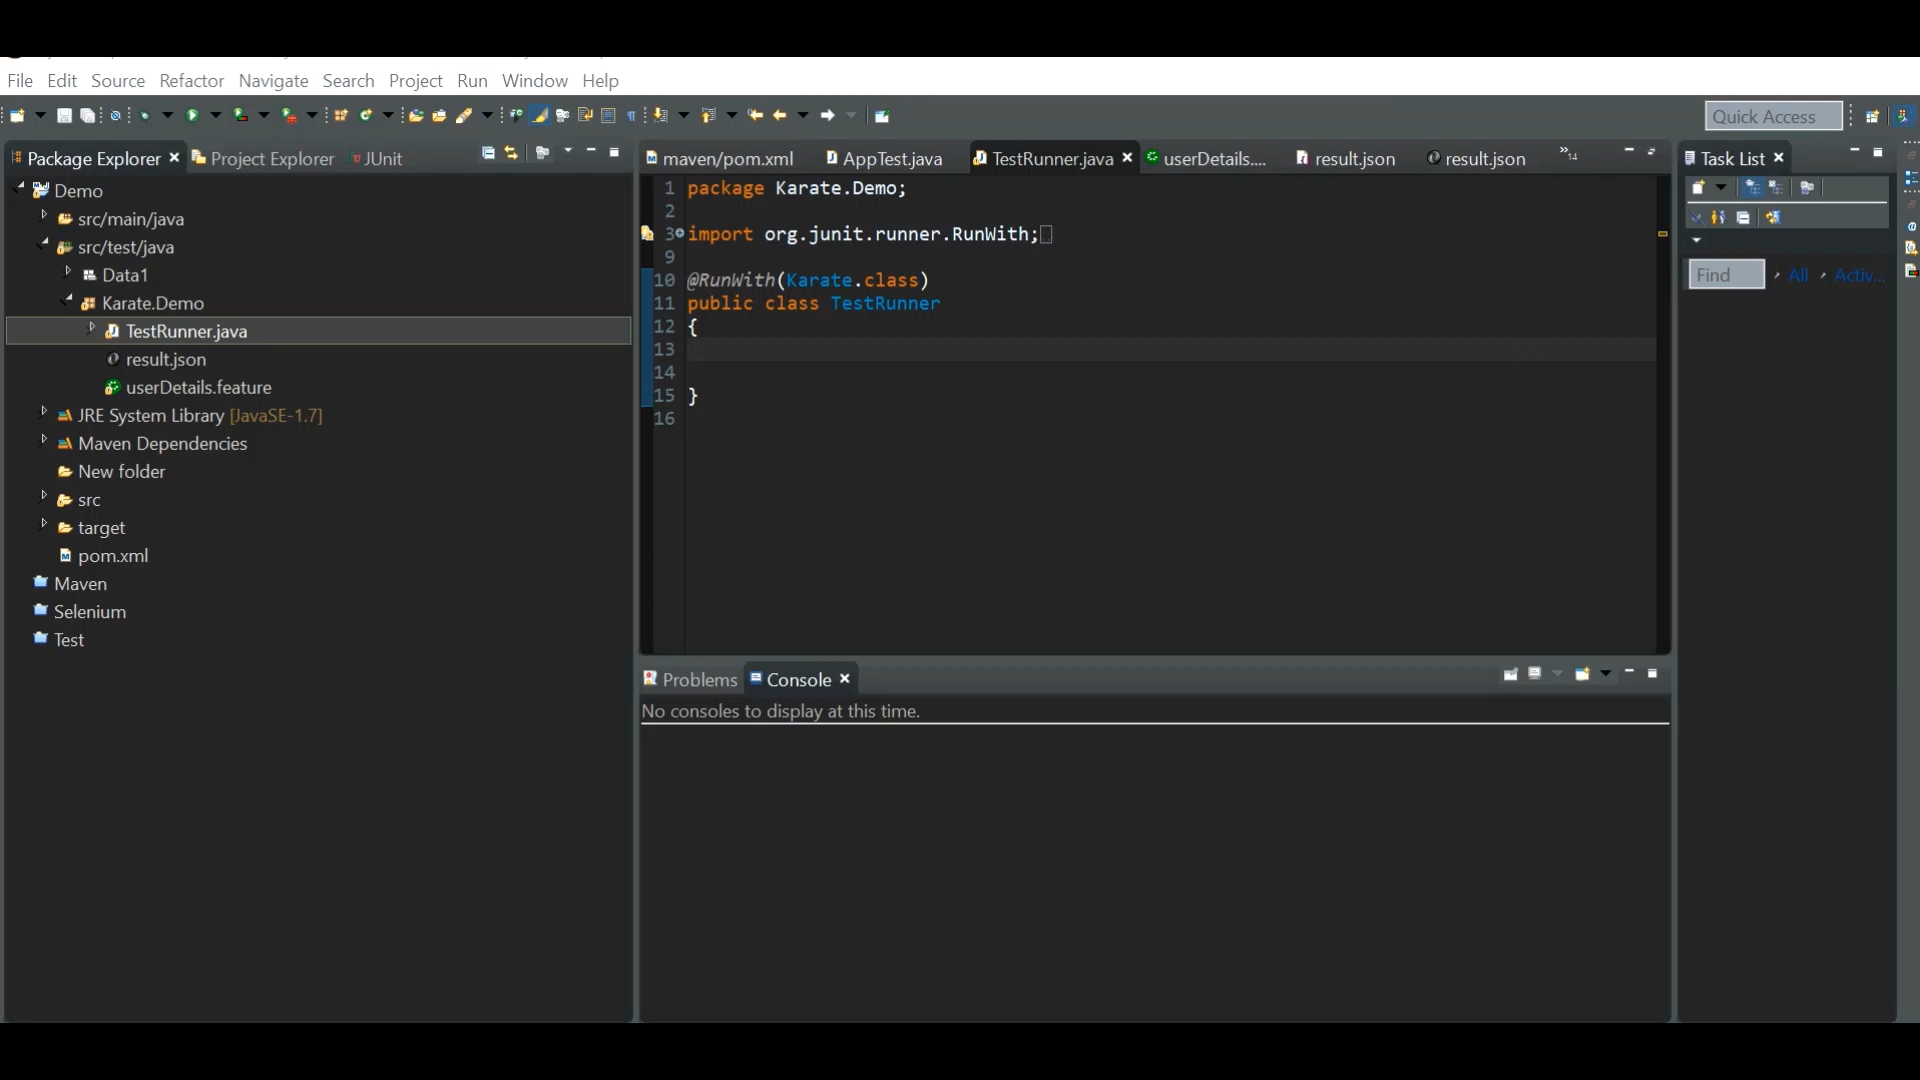 File Edit Source Refactor Navigate Search Project Run Window Help
Quick Access
Package Explorer
Project Explorer
JUnit
Demo
src/main/java
src/test/java
Data1
Karate.Demo
TestRunner.java
result.json
userDetails.feature
JRE System Library [JavaSE-1.7]
Maven Dependencies
New folder
src
target
pom.xml
Maven
Selenium
Test
maven/pom.xml
AppTest.java
TestRunner.java
userDetails....
result.json
result.json
14
1 package Karate.Demo;
2
3 import org.junit.runner.RunWith;
9
10 @RunWith(Karate.class)
11 public class TestRunner
12 {
13
14
15 }
16
Problems
Console
No consoles to display at this time.
Task List
Find
All
Activ...